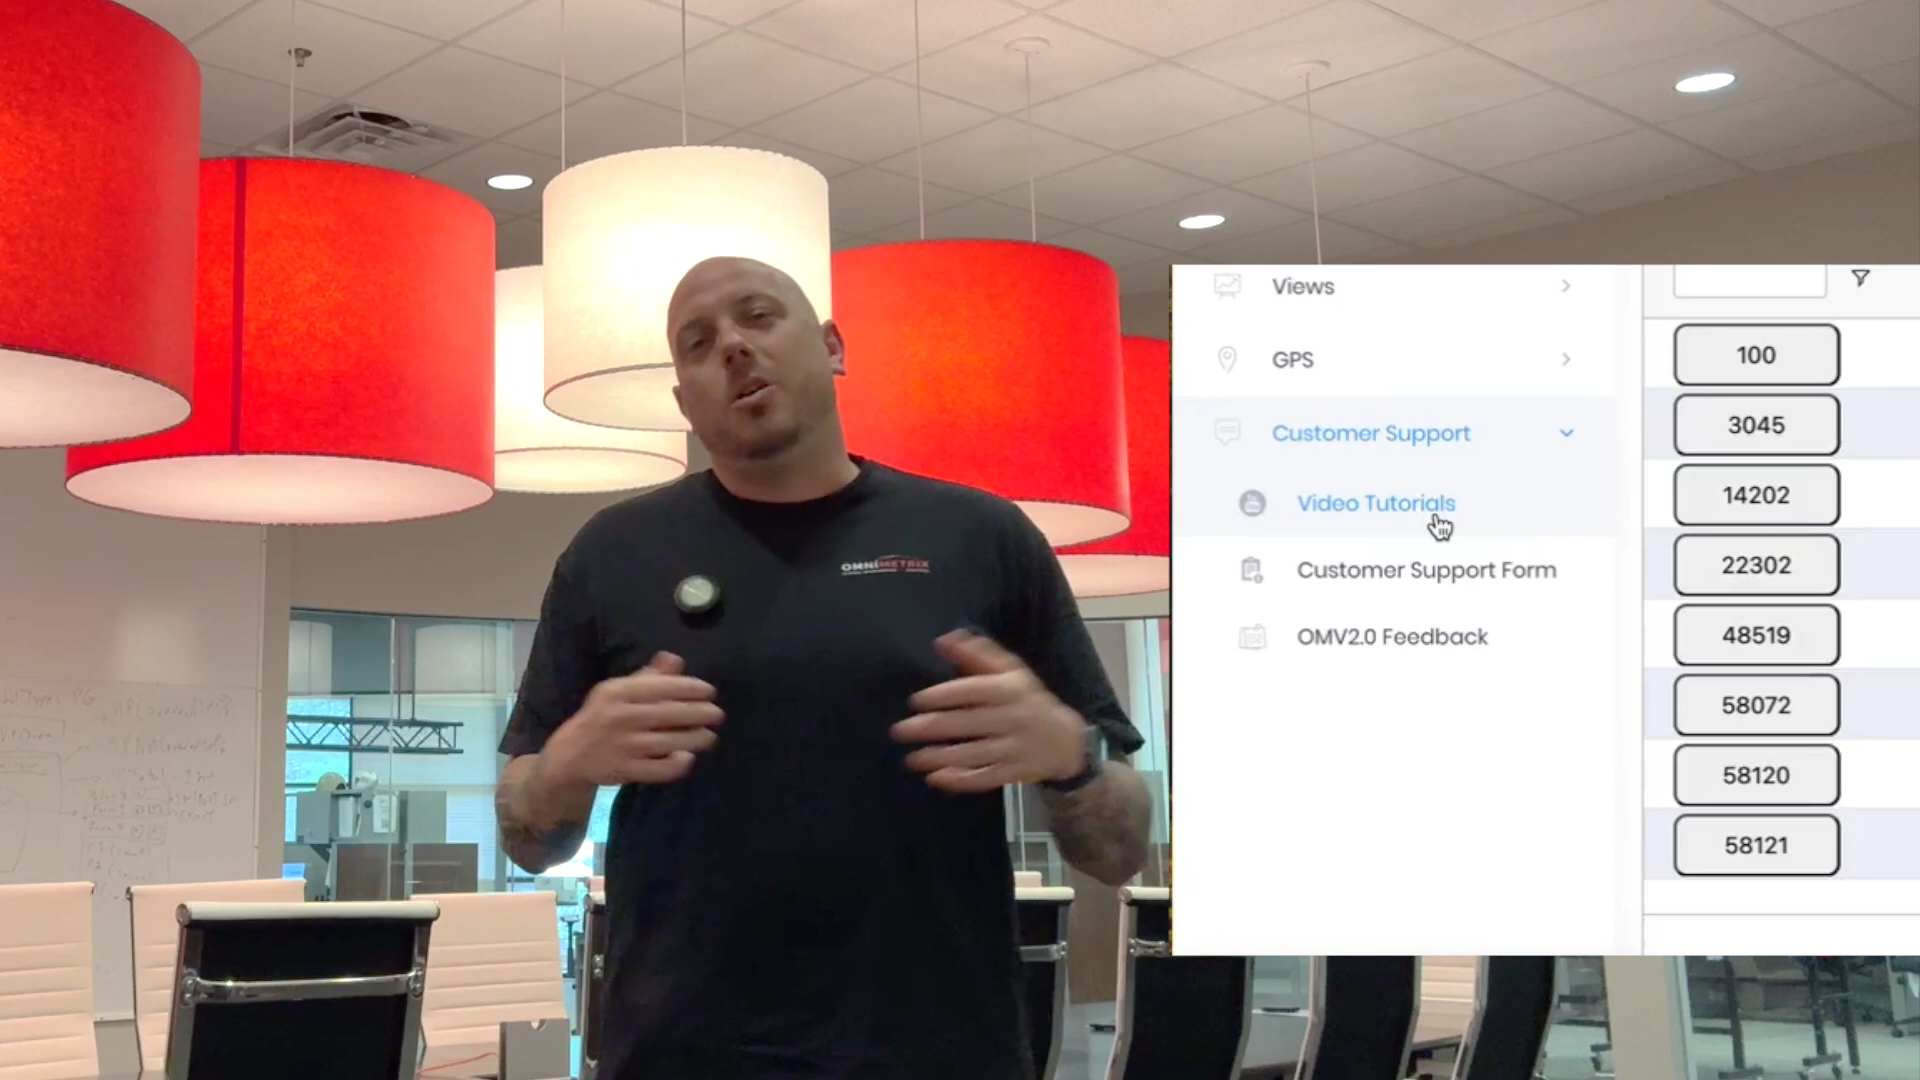 Views
GPS
Customer Support
Video Tutorials
Customer Support Form
OMV2.0 Feedback
100
3045
14202
22302
48519
58072
58120
58121
OMNIMETRIX